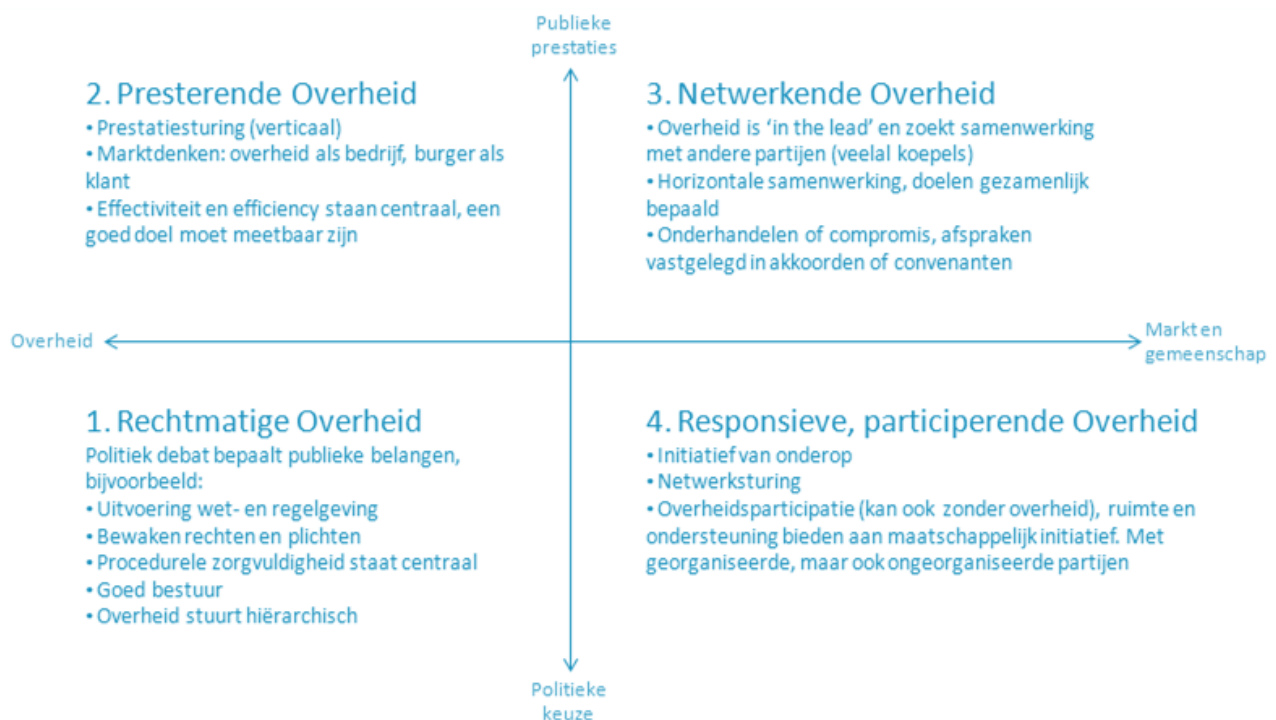 Publieke
prestaties
2. Presterende Overheid
• Prestatiesturing (verticaal)
• Marktdenken: overheid als bedrijf, burger als
klant
• Effectiviteit en efficiency staan centraal, een
goed doel moet meetbaar zijn
3. Netwerkende Overheid
• Overheid is ‘in the lead’ en zoekt samenwerking
met andere partijen (veelal koepels)
• Horizontale samenwerking, doelen gezamenlijk
bepaald
• Onderhandelen of compromis, afspraken
vastgelegd in akkoorden of convenanten
Overheid
Markt en
gemeenschap
1. Rechtmatige Overheid
Politiek debat bepaalt publieke belangen,
bijvoorbeeld:
• Uitvoering wet- en regelgeving
• Bewaken rechten en plichten
• Procedurele zorgvuldigheid staat centraal
• Goed bestuur
• Overheid stuurt hiërarchisch
4. Responsieve, participerende Overheid
• Initiatief van onderop
• Netwerksturing
• Overheidsparticipatie (kan ook zonder overheid), ruimte en
ondersteuning bieden aan maatschappelijk initiatief. Met
georganiseerde, maar ook ongeorganiseerde partijen
Politieke
keuze